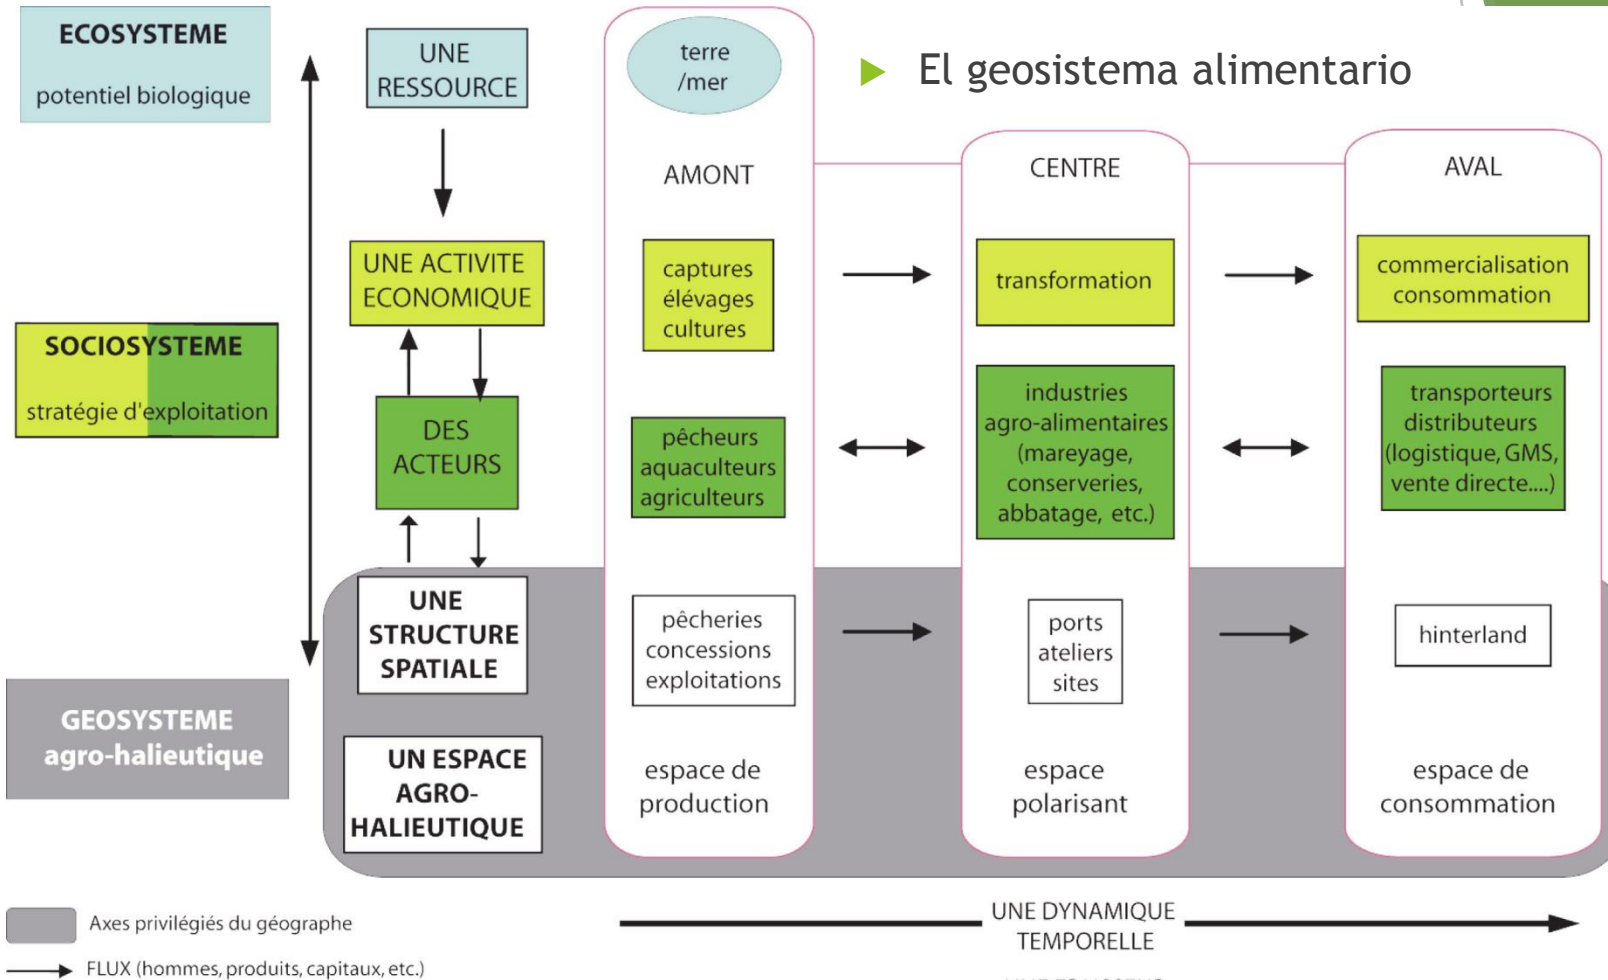 ECOSYSTEME
potentiel biologique
UNE
RESSOURCE
terre
/mer
El geosistema alimentario
AMONT
CENTRE
AVAL
UNE ACTIVITE
ECONOMIQUE
captures
élévages
cultures
transformation
commercialisation
consommation
SOCIOSYSTEME
stratégie d'exploitation
DES
ACTEURS
pêcheurs
aquaculteurs
agriculteurs
industries
agro-alimentaires
(mareyage,
conserveries,
abbatage, etc.)
transporteurs
distributeurs
(logistique, GMS,
vente directe....)
UNE
STRUCTURE
SPATIALE
pêcheries
concessions
exploitations
ports
ateliers
sites
hinterland
GEOSYSTEME
agro-halieutique
UN ESPACE
AGRO-
HALIEUTIQUE
espace de
production
espace
polarisant
espace de
consommation
Axes privilégiés du géographe
FLUX (hommes, produits, capitaux, etc.)
UNE DYNAMIQUE
TEMPORELLE